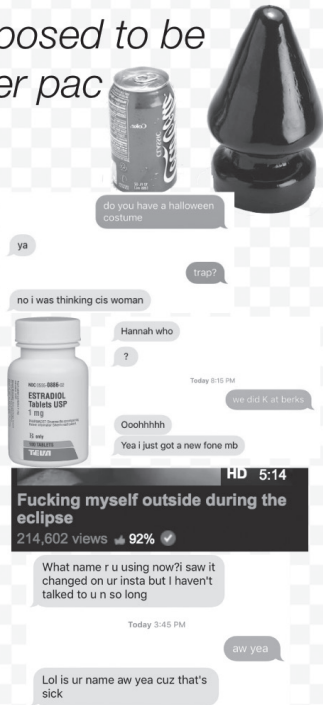 posed to be
er pac
Coke
do you have a halloween
costume
ya
trap?
no i was thinking cis woman
Hannah who
?
Today 9:15 PM
we did K at berks
ESTRADIOL
Tablets USP
1 mg
TEVA
Ooohhhhh
Yea i just got a new fone mb
HD 5:14
Fucking myself outside during the
eclipse
214,602 views 92%
What name r u using now?i saw it
changed on ur insta but I haven't
talked to u n so long
Today 3:45 PM
aw yea
Lol is ur name aw yea cuz that's
sick